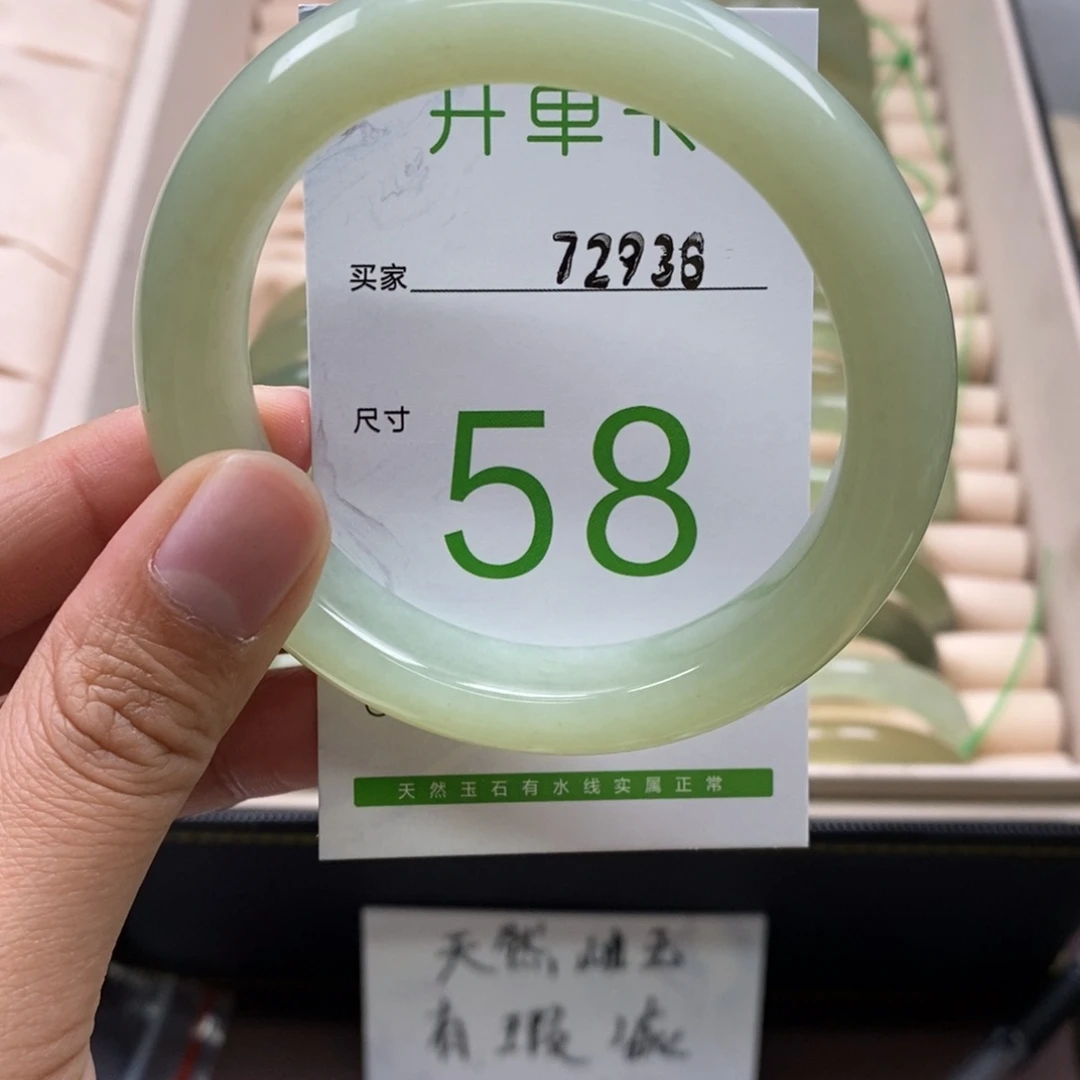 开单卡
买家 72936
尺寸 58
天然玉石有水线实属正常
天然岫玉
有瑕疵